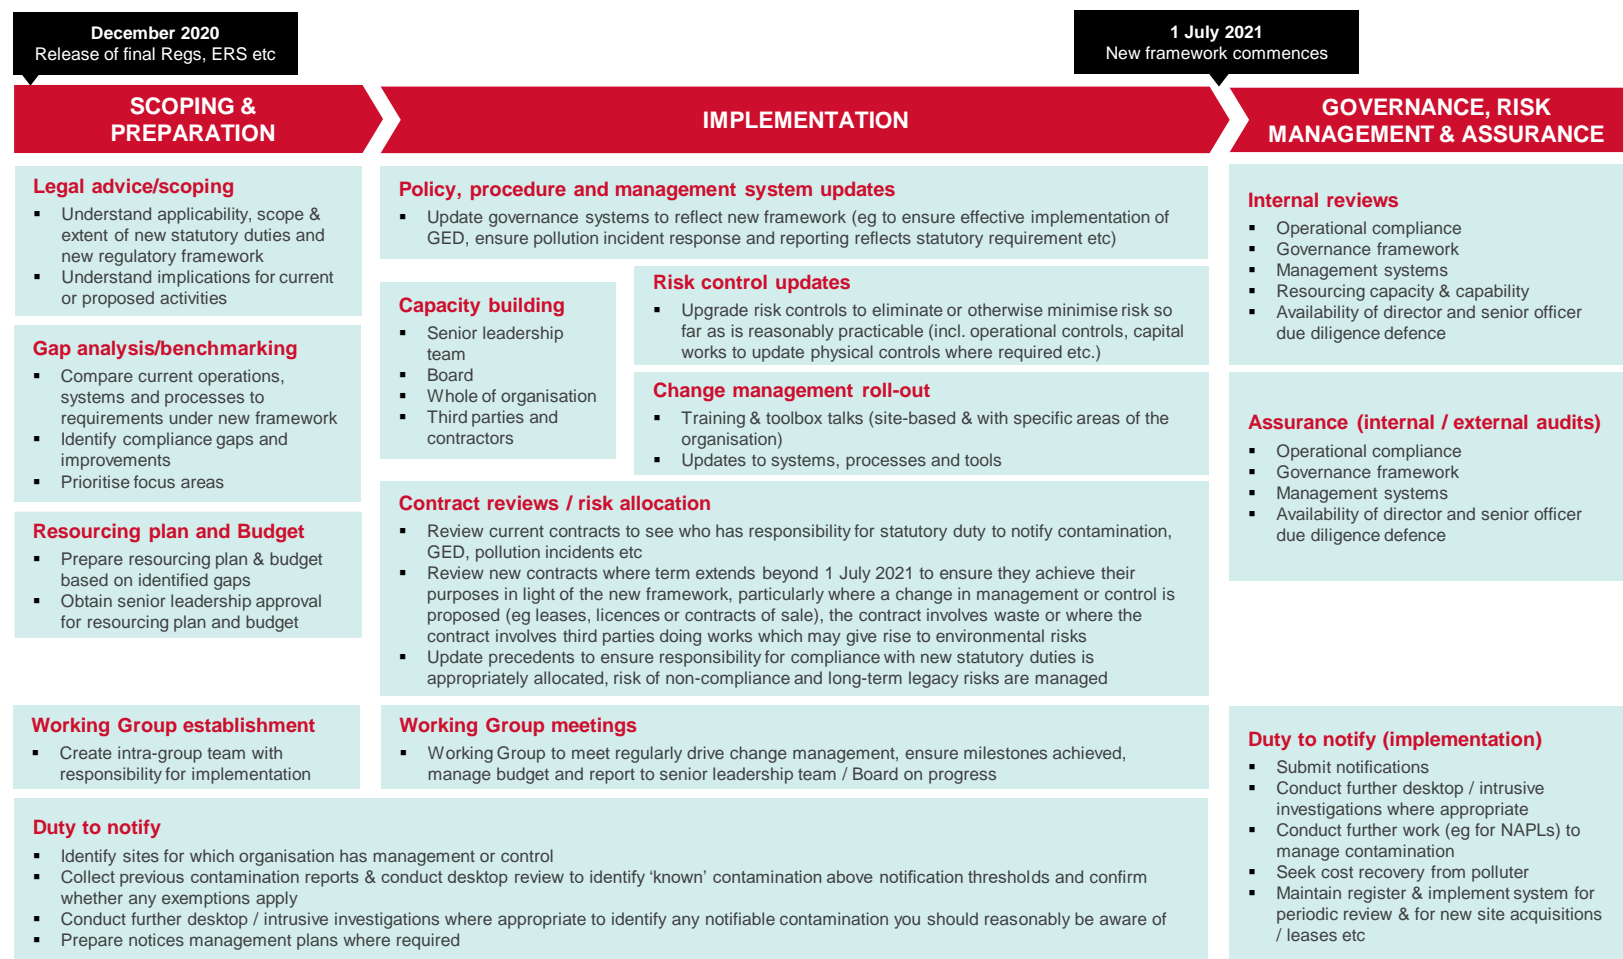 December 2020
Release of final Regs, ERS etc
1 July 2021
New framework commences
SCOPING &
PREPARATION
IMPLEMENTATION
GOVERNANCE, RISK
MANAGEMENT & ASSURANCE
Legal advice/scoping
▪ Understand applicability, scope &
extent of new statutory duties and
new regulatory framework
▪ Understand implications for current
or proposed activities
Gap analysis/benchmarking
▪ Compare current operations,
systems and processes to
requirements under new framework
▪ Identify compliance gaps and
improvements
▪ Prioritise focus areas
Resourcing plan and Budget
▪ Prepare resourcing plan & budget
based on identified gaps
▪ Obtain senior leadership approval
for resourcing plan and budget
Working Group establishment
▪ Create intra-group team with
responsibility for implementation
Policy, procedure and management system updates
▪ Update governance systems to reflect new framework (eg to ensure effective implementation of
GED, ensure pollution incident response and reporting reflects statutory requirement etc)
Capacity building
▪ Senior leadership
team
▪ Board
▪ Whole of organisation
▪ Third parties and
contractors
Risk control updates
▪ Upgrade risk controls to eliminate or otherwise minimise risk so
far as is reasonably practicable (incl. operational controls, capital
works to update physical controls where required etc.)
Change management roll-out
▪ Training & toolbox talks (site-based & with specific areas of the
organisation)
▪ Updates to systems, processes and tools
Contract reviews / risk allocation
▪ Review current contracts to see who has responsibility for statutory duty to notify contamination,
GED, pollution incidents etc
▪ Review new contracts where term extends beyond 1 July 2021 to ensure they achieve their
purposes in light of the new framework, particularly where a change in management or control is
proposed (eg leases, licences or contracts of sale), the contract involves waste or where the
contract involves third parties doing works which may give rise to environmental risks
▪ Update precedents to ensure responsibility for compliance with new statutory duties is
appropriately allocated, risk of non-compliance and long-term legacy risks are managed
Working Group meetings
▪ Working Group to meet regularly drive change management, ensure milestones achieved,
manage budget and report to senior leadership team / Board on progress
Duty to notify
▪ Identify sites for which organisation has management or control
▪ Collect previous contamination reports & conduct desktop review to identify ‘known’ contamination above notification thresholds and confirm
whether any exemptions apply
▪ Conduct further desktop / intrusive investigations where appropriate to identify any notifiable contamination you should reasonably be aware of
▪ Prepare notices management plans where required
Internal reviews
▪ Operational compliance
▪ Governance framework
▪ Management systems
▪ Resourcing capacity & capability
▪ Availability of director and senior officer
due diligence defence
Assurance (internal / external audits)
▪ Operational compliance
▪ Governance framework
▪ Management systems
▪ Availability of director and senior officer
due diligence defence
Duty to notify (implementation)
▪ Submit notifications
▪ Conduct further desktop / intrusive
investigations where appropriate
▪ Conduct further work (eg for NAPLs) to
manage contamination
▪ Seek cost recovery from polluter
▪ Maintain register & implement system for
periodic review & for new site acquisitions
/ leases etc